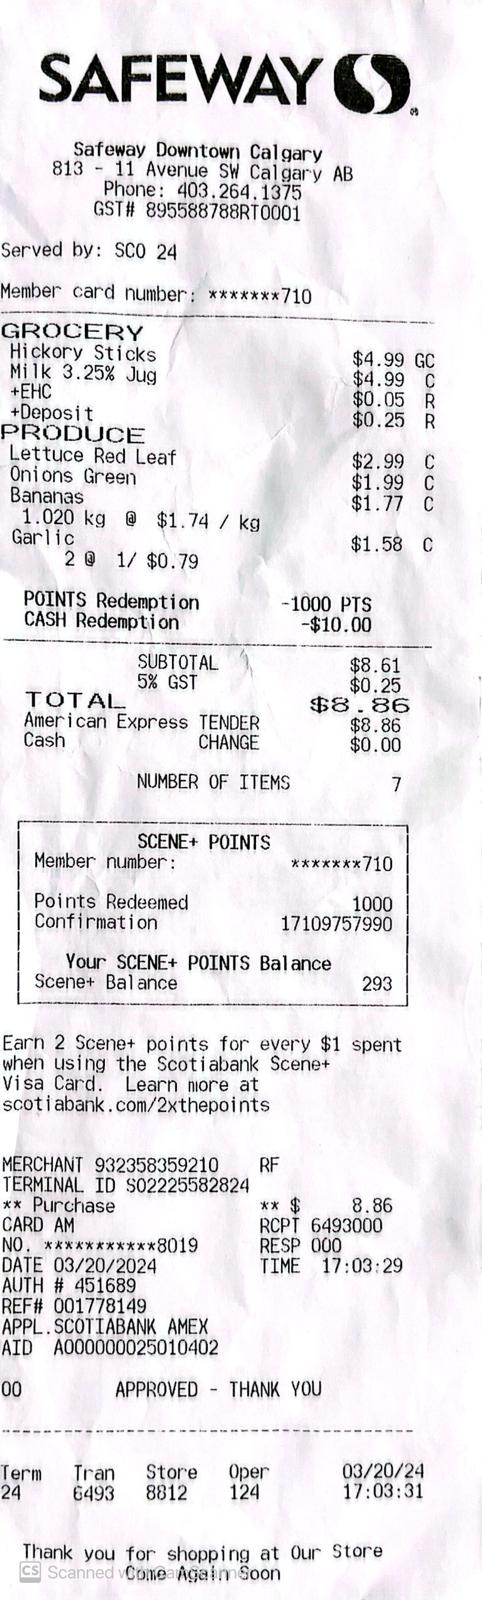 SAFEWAY
Safeway Downtown Calgary
813 - 11 Avenue SW Calgary AB
Phone: 403.264.1375
GST# 895588788RT0001
Served by: SCO 24
Member card number: *******710
GROCERY
Hickory Sticks $4.99 GC
Milk 3.25% Jug $4.99 C
+EHC $0.05 R
+Deposit $0.25 R
PRODUCE
Lettuce Red Leaf $2.99 C
Onions Green $1.99 C
Bananas $1.77 C
1.020 kg @ $1.74 / kg
Garlic $1.58 C
2 @ 1/ $0.79
POINTS Redemption -1000 PTS
CASH Redemption -$10.00
SUBTOTAL $8.61
5% GST $0.25
TOTAL $8.86
American Express TENDER $8.86
Cash CHANGE $0.00
NUMBER OF ITEMS 7
SCENE+ POINTS
Member number: *******710
Points Redeemed 1000
Confirmation 17109757990
Your SCENE+ POINTS Balance
Scene+ Balance 293
Earn 2 Scene+ points for every $1 spent
when using the Scotiabank Scene+
Visa Card. Learn more at
scotiabank.com/2xthepoints
MERCHANT 932358359210 RF
TERMINAL ID S02225582824
** Purchase ** $ 8.86
CARD AM RCPT 6493000
NO. ***********8019 RESP 000
DATE 03/20/2024 TIME 17:03:29
AUTH # 451689
REF# 001778149
APPL.SCOTIABANK AMEX
AID A000000025010402
00 APPROVED - THANK YOU
Term Tran Store Oper 03/20/24
24 6493 8812 124 17:03:31
Thank you for shopping at Our Store
Come Again Soon
CS Scanned with CamScanner